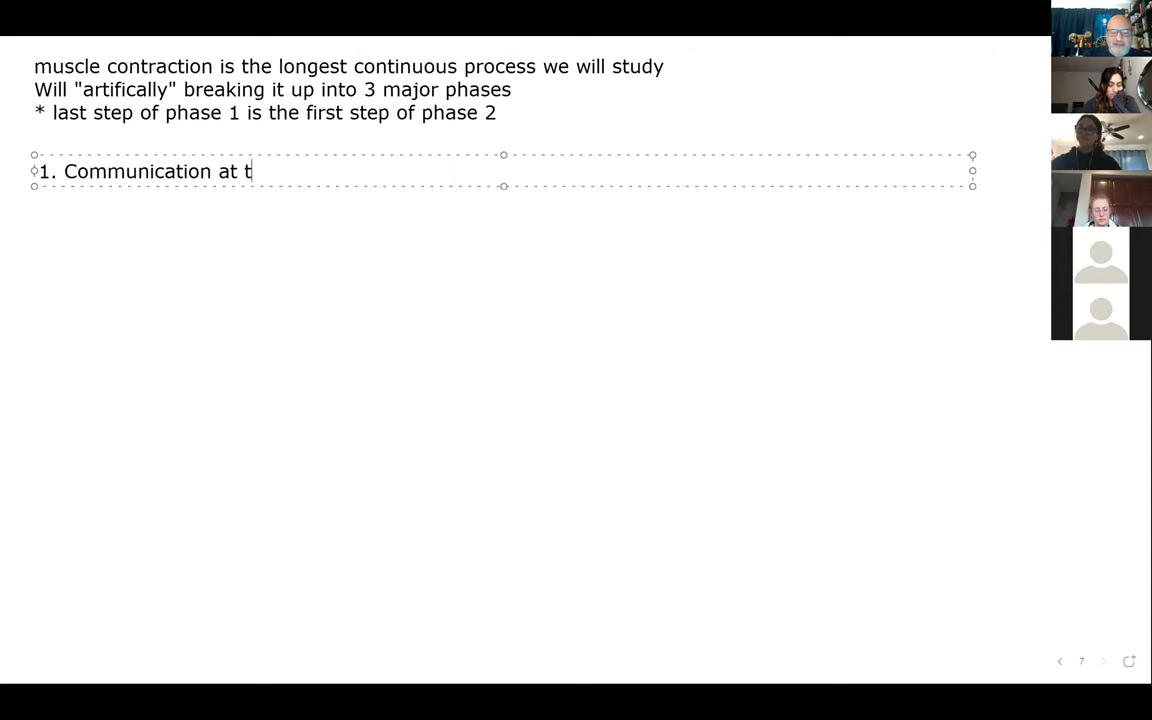 muscle contraction is the longest continuous process we will study
Will "artifically" breaking it up into 3 major phases
* last step of phase 1 is the first step of phase 2
1. Communication at t
7